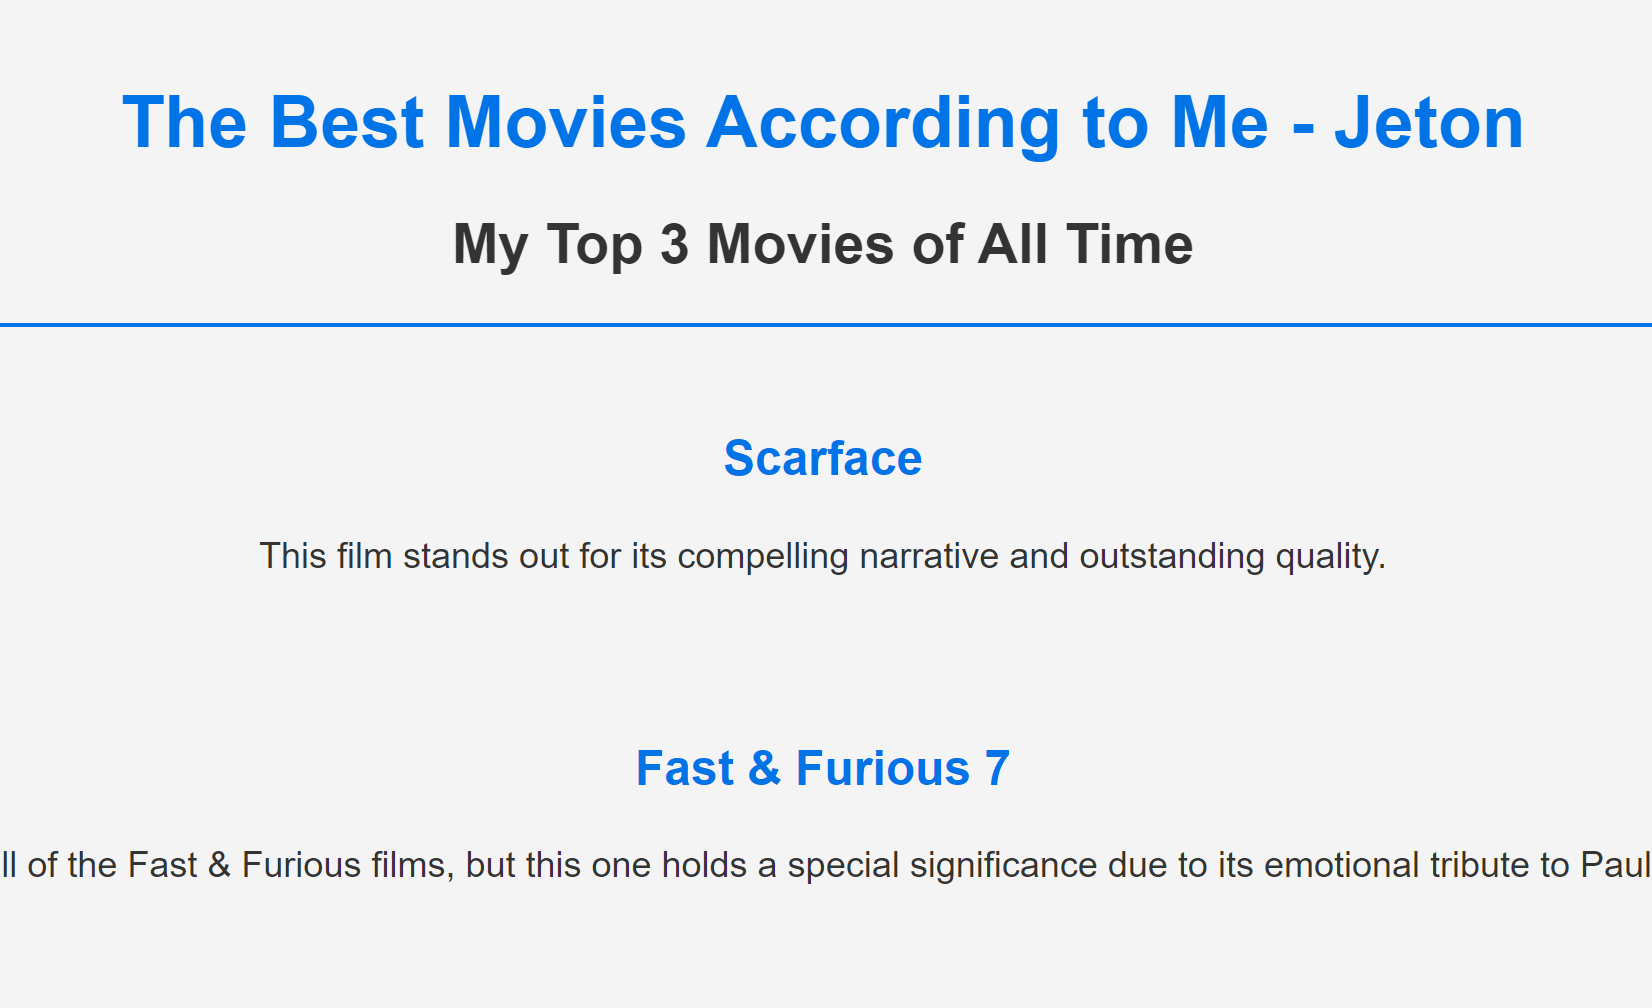 The Best Movies According to Me - Jeton
My Top 3 Movies of All Time
Scarface
This film stands out for its compelling narrative and outstanding quality.
Fast & Furious 7
ll of the Fast & Furious films, but this one holds a special significance due to its emotional tribute to Paul